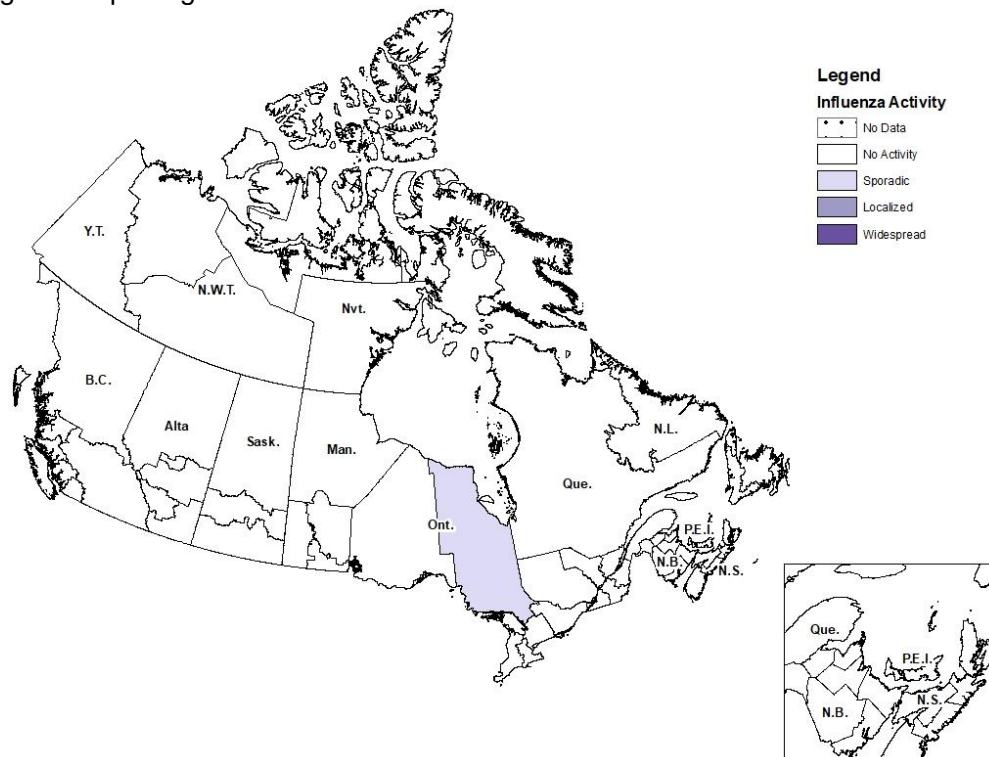 Legend
Influenza Activity
No Data
No Activity
Sporadic
Localized
Widespread
Y.T.
N.W.T.
Nvt.
B.C.
Alta
Sask.
Man.
Ont.
Que.
N.L.
P.E.I.
N.B.
N.S.
Que.
P.E.I.
N.S.
N.B.